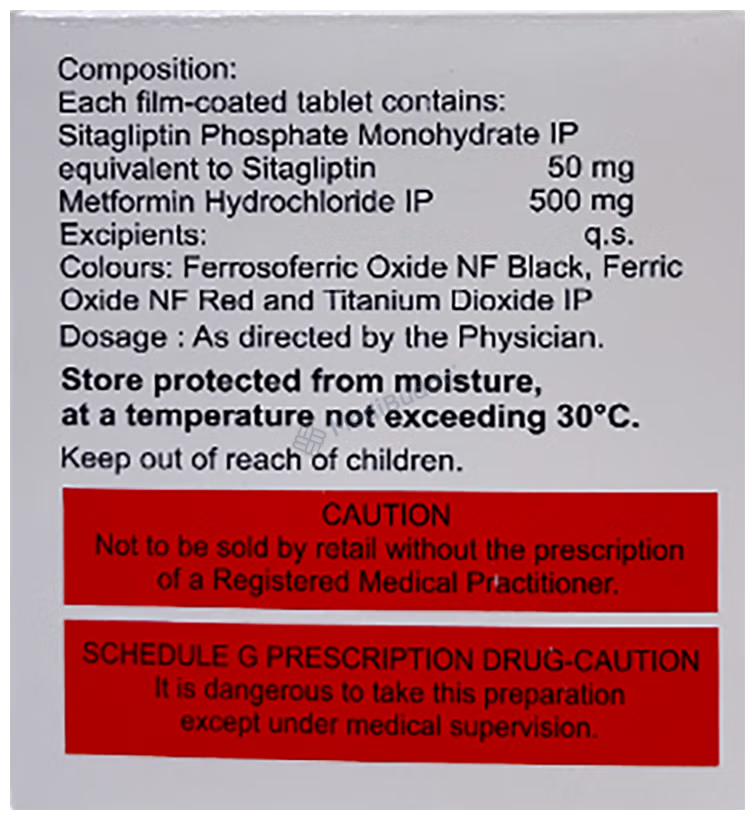 Composition:
Each film-coated tablet contains:
Sitagliptin Phosphate Monohydrate IP
equivalent to Sitagliptin 50 mg
Metformin Hydrochloride IP 500 mg
Excipients: q.s.
Colours: Ferrosoferric Oxide NF Black, Ferric
Oxide NF Red and Titanium Dioxide IP
Dosage : As directed by the Physician.
Store protected from moisture,
at a temperature not exceeding 30°C.
Keep out of reach of children.
CAUTION
Not to be sold by retail without the prescription
of a Registered Medical Practitioner.
SCHEDULE G PRESCRIPTION DRUG-CAUTION
It is dangerous to take this preparation
except under medical supervision.